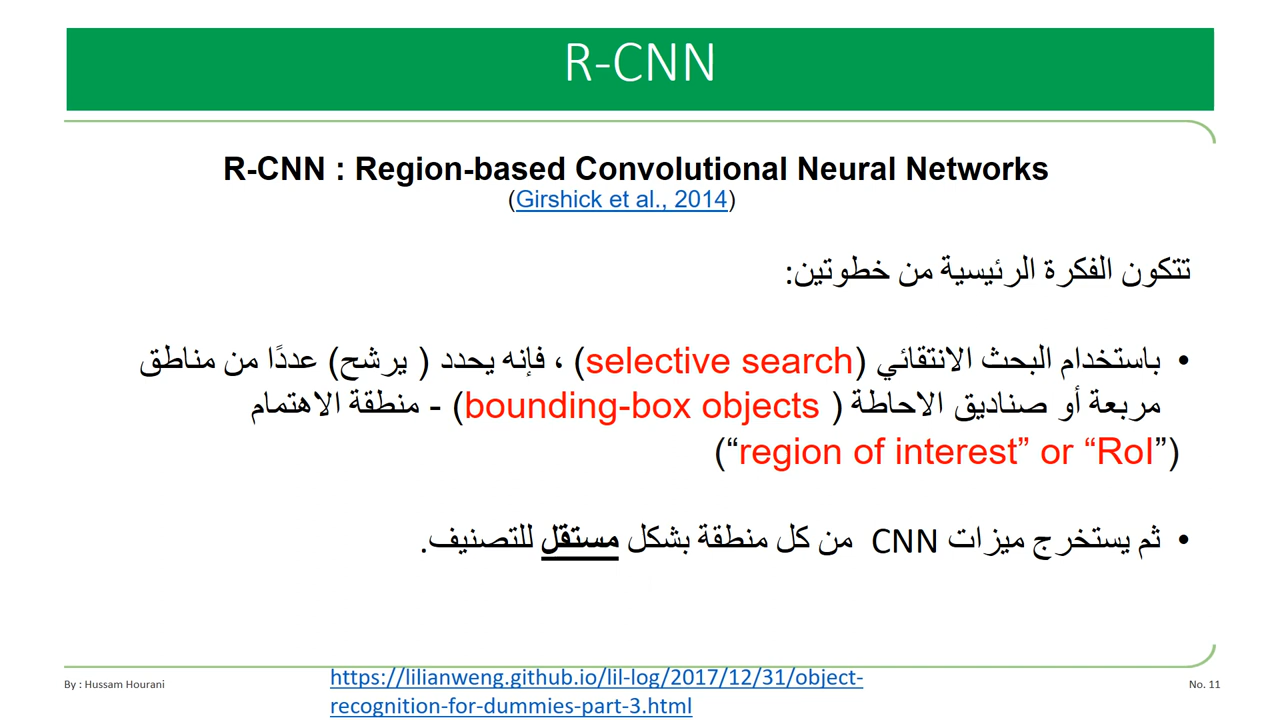 R-CNN
R-CNN : Region-based Convolutional Neural Networks
(Girshick et al., 2014)
تتكون الفكرة الرئيسية من خطوتين:
• باستخدام البحث الانتقائي (selective search) ، فإنه يحدد ( يرشح) عددًا من مناطق
مربعة أو صناديق الاحاطة ( bounding-box objects) - منطقة الاهتمام
(“region of interest” or “RoI”)
• ثم يستخرج ميزات CNN من كل منطقة بشكل مستقل للتصنيف.
https://lilianweng.github.io/lil-log/2017/12/31/object-
recognition-for-dummies-part-3.html
By : Hussam Hourani
No. 11